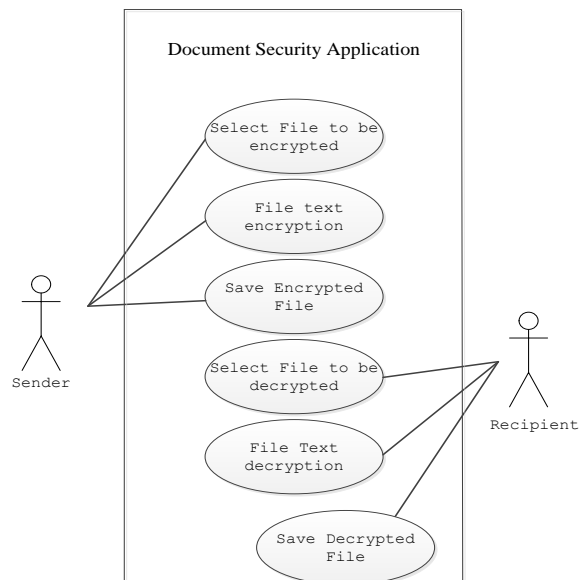 Document Security Application
Select File to be
encrypted
File text
encryption
Save Encrypted
File
Sender
Select File to be
decrypted
Recipient
File Text
decryption
Save Decrypted
File